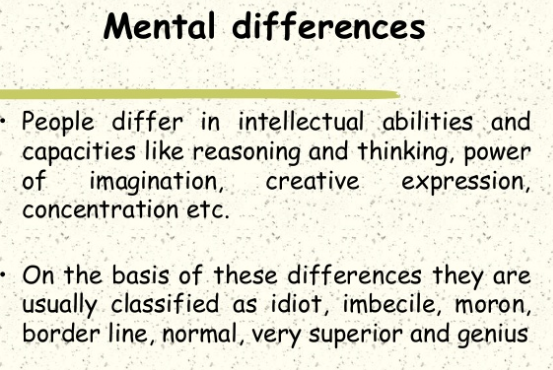 Mental differences
• People differ in intellectual abilities and
capacities like reasoning and thinking, power
of imagination, creative expression,
concentration etc.
• On the basis of these differences they are
usually classified as idiot, imbecile, moron,
border line, normal, very superior and genius